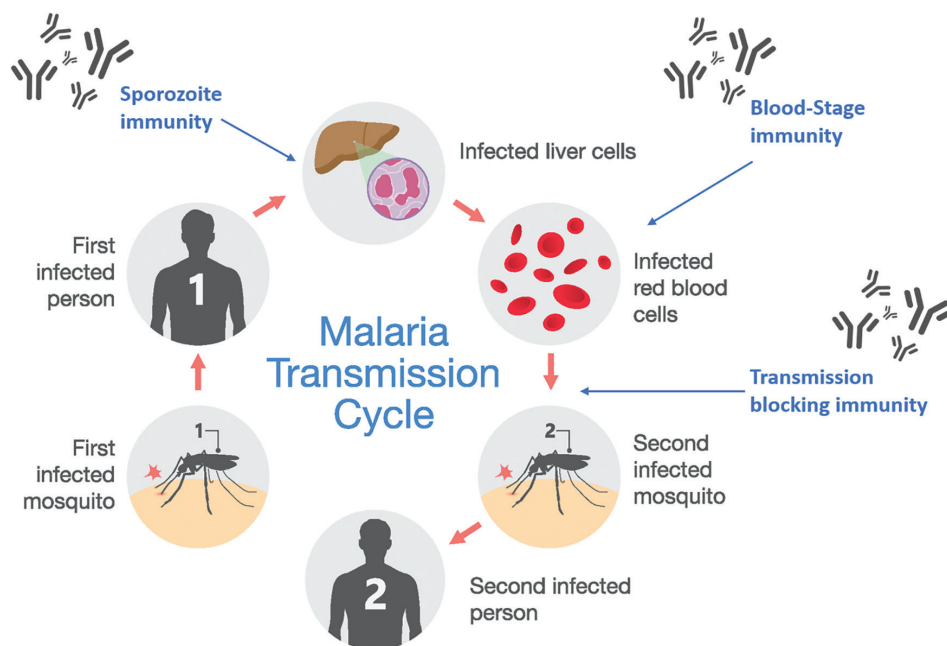 Sporozoite
immunity
Blood-Stage
immunity
Infected liver cells
First
infected
person
1
Infected
red blood
cells
Malaria
Transmission
Cycle
Transmission
blocking immunity
First
infected
mosquito
1
2
Second
infected
mosquito
2
Second infected
person